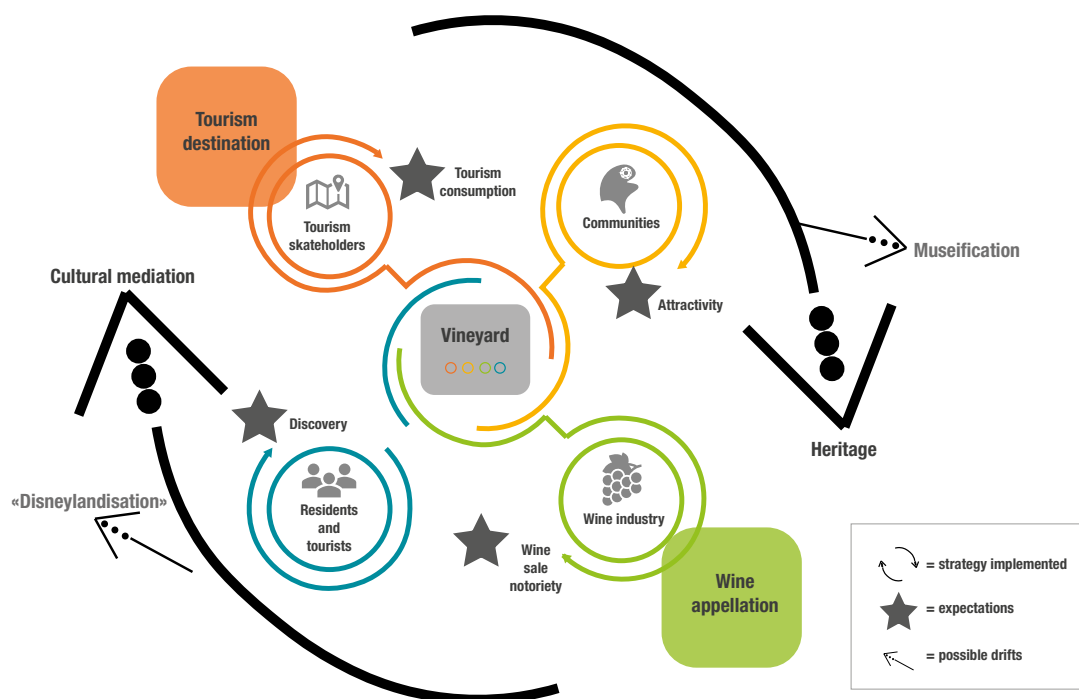 Tourism
destination
Tourism
consumption
Tourism
skateholders
Communities
Museification
Cultural mediation
Attractivity
Vineyard
Discovery
Heritage
«Disneylandisation»
Residents
and
tourists
Wine industry
Wine
sale
notoriety
Wine
appellation
= strategy implemented
= expectations
= possible drifts